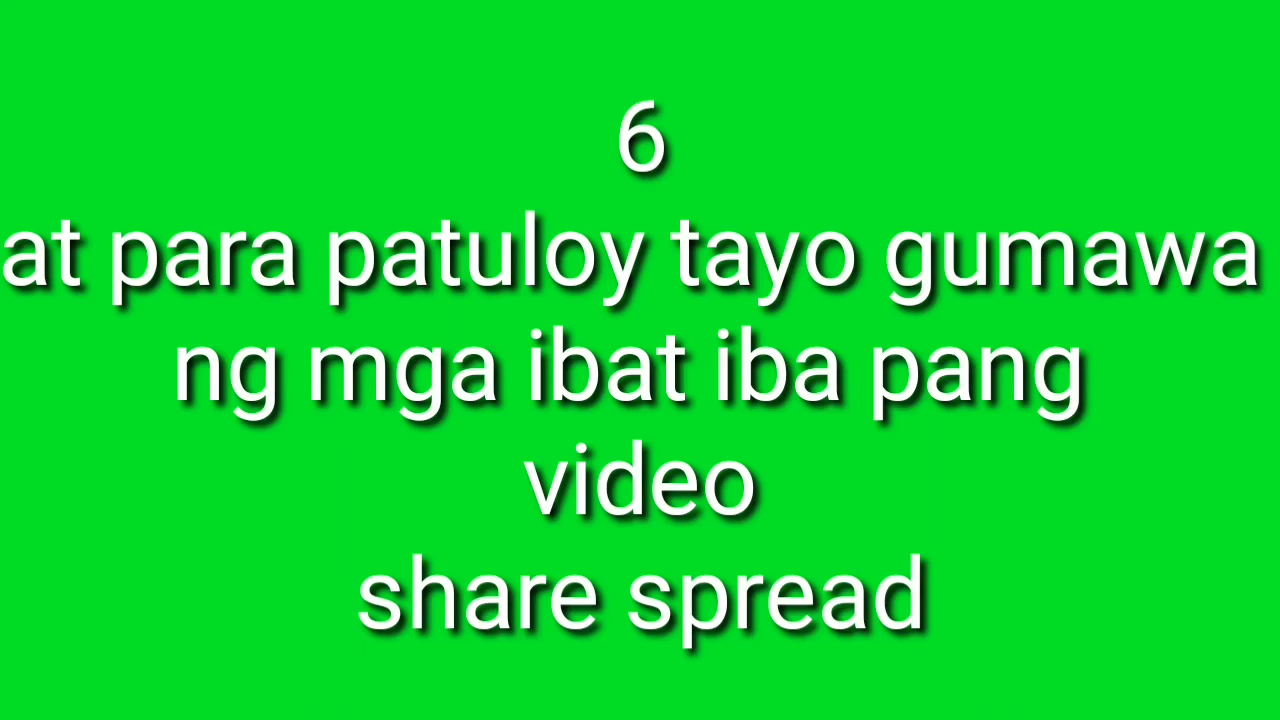 6
at para patuloy tayo gumawa
ng mga ibat iba pang
video
share spread